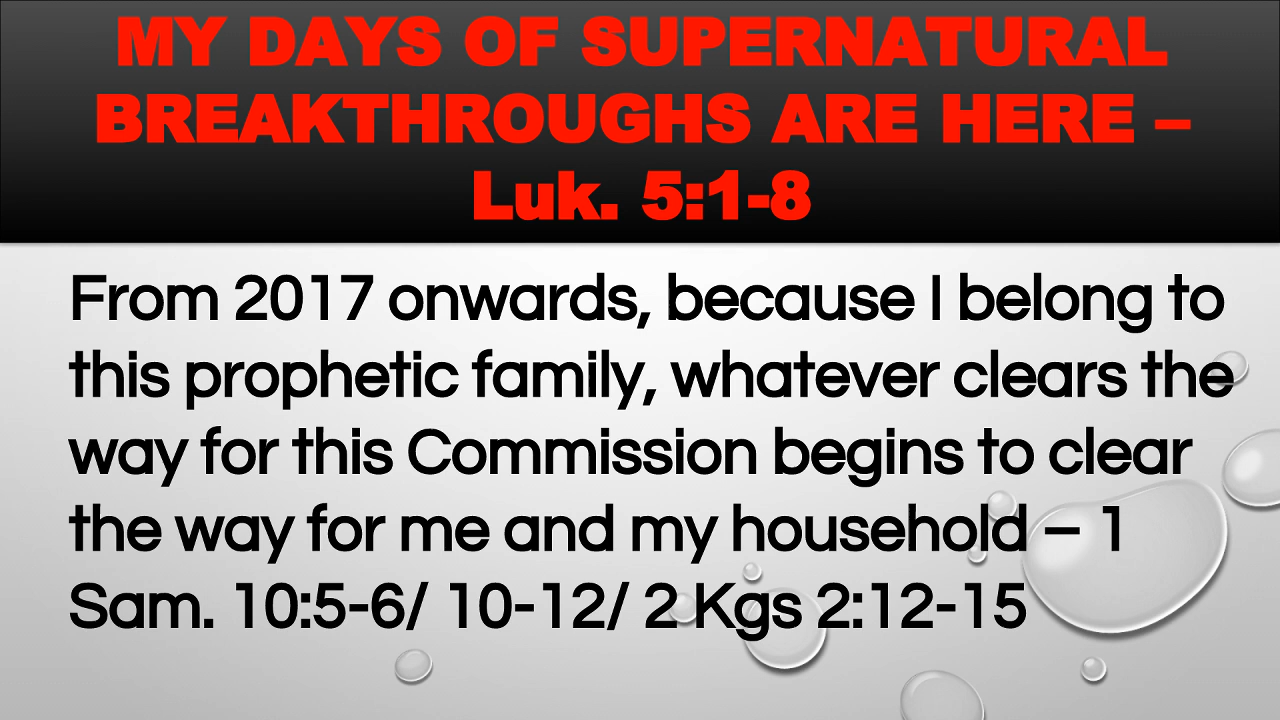 MY DAYS OF SUPERNATURAL
BREAKTHROUGHS ARE HERE –
Luk. 5:1-8
From 2017 onwards, because I belong to
this prophetic family, whatever clears the
way for this Commission begins to clear
the way for me and my household – 1
Sam. 10:5-6/ 10-12/ 2 Kgs 2:12-15